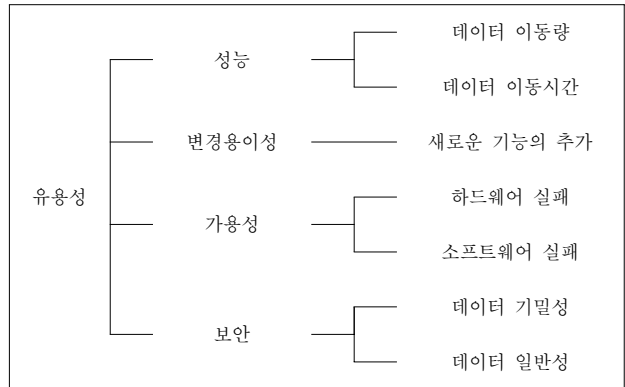 데이터 이동량
성능
데이터 이동시간
변경용이성
새로운 기능의 추가
유용성
하드웨어 실패
가용성
소프트웨어 실패
데이터 기밀성
보안
데이터 일반성